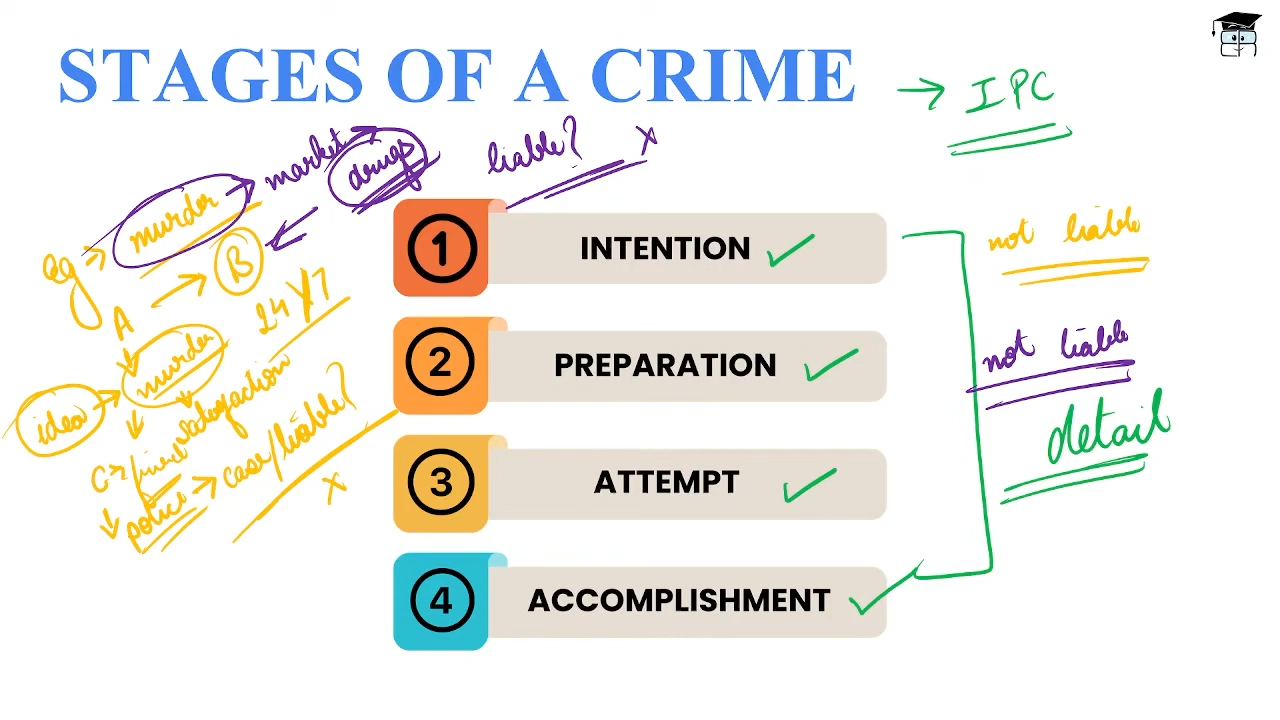 STAGES OF A CRIME → IPC
eg → murder → market → drugs liable? x
A → B
24 x 7
idea → murder
satisfaction
C → friend
police → case/liable? x
1 INTENTION ✓
2 PREPARATION ✓
3 ATTEMPT ✓
4 ACCOMPLISHMENT ✓
not liable
not liable
detail